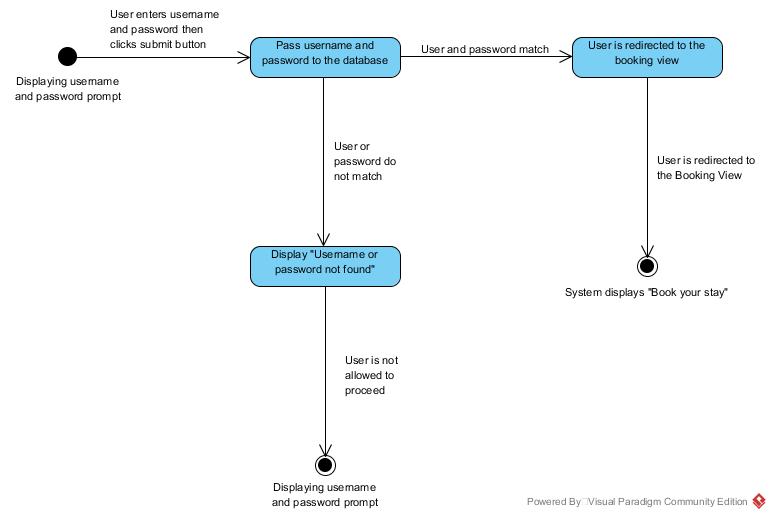 User enters username
and password then
clicks submit button
Displaying username
and password prompt
Pass username and
password to the database
User and password match
User is redirected to the
booking view
User or
password do
not match
User is redirected to
the Booking View
Display "Username or
password not found"
System displays "Book your stay"
User is not
allowed to
proceed
Displaying username
and password prompt
Powered By Visual Paradigm Community Edition